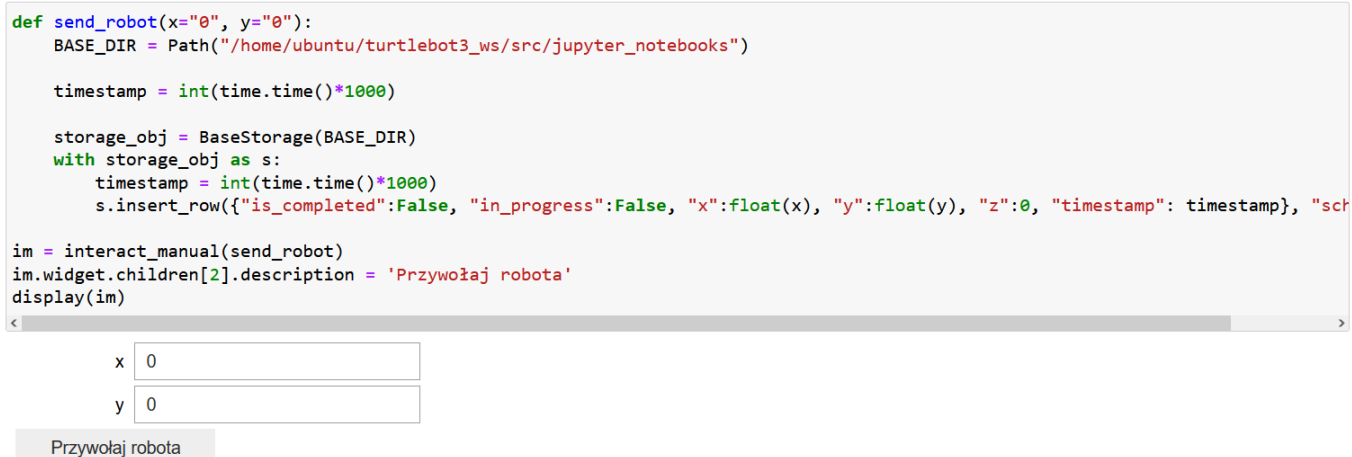 def send_robot(x="0", y="0"):
    BASE_DIR = Path("/home/ubuntu/turtlebot3_ws/src/jupyter_notebooks")
    timestamp = int(time.time()*1000)
    storage_obj = BaseStorage(BASE_DIR)
    with storage_obj as s:
        timestamp = int(time.time()*1000)
        s.insert_row({"is_completed":False, "in_progress":False, "x":float(x), "y":float(y), "z":0, "timestamp": timestamp}, "sch
im = interact_manual(send_robot)
im.widget.children[2].description = 'Przywołaj robota'
display(im)
x 0
y 0
Przywołaj robota